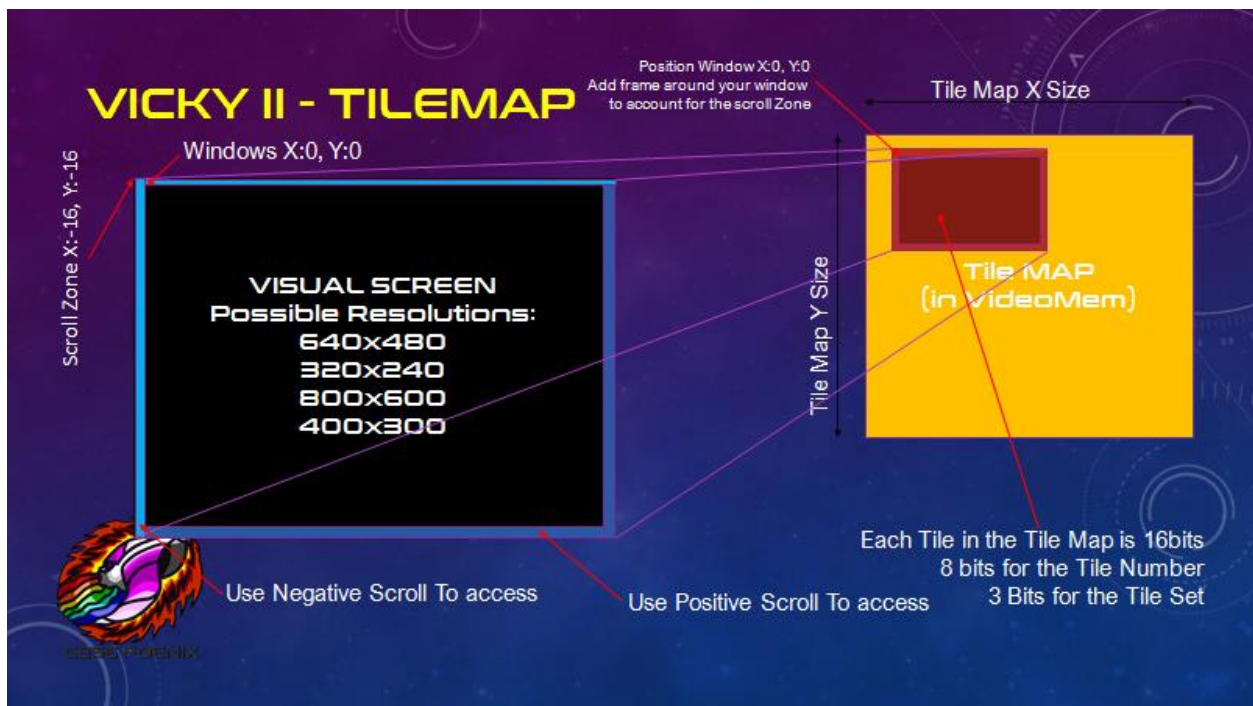 VICKY II - TILEMAP
Position Window X:0, Y:0
Add frame around your window
to account for the scroll Zone
Tile Map X Size
Windows X:0, Y:0
Scroll Zone X:-16, Y:-16
VISUAL SCREEN
Possible Resolutions:
640x480
320x240
800x600
400x300
Tile Map Y Size
Tile MAP
(in VideoMem)
Each Tile in the Tile Map is 16bits
8 bits for the Tile Number
3 Bits for the Tile Set
Use Negative Scroll To access
Use Positive Scroll To access
C256 FOENIX